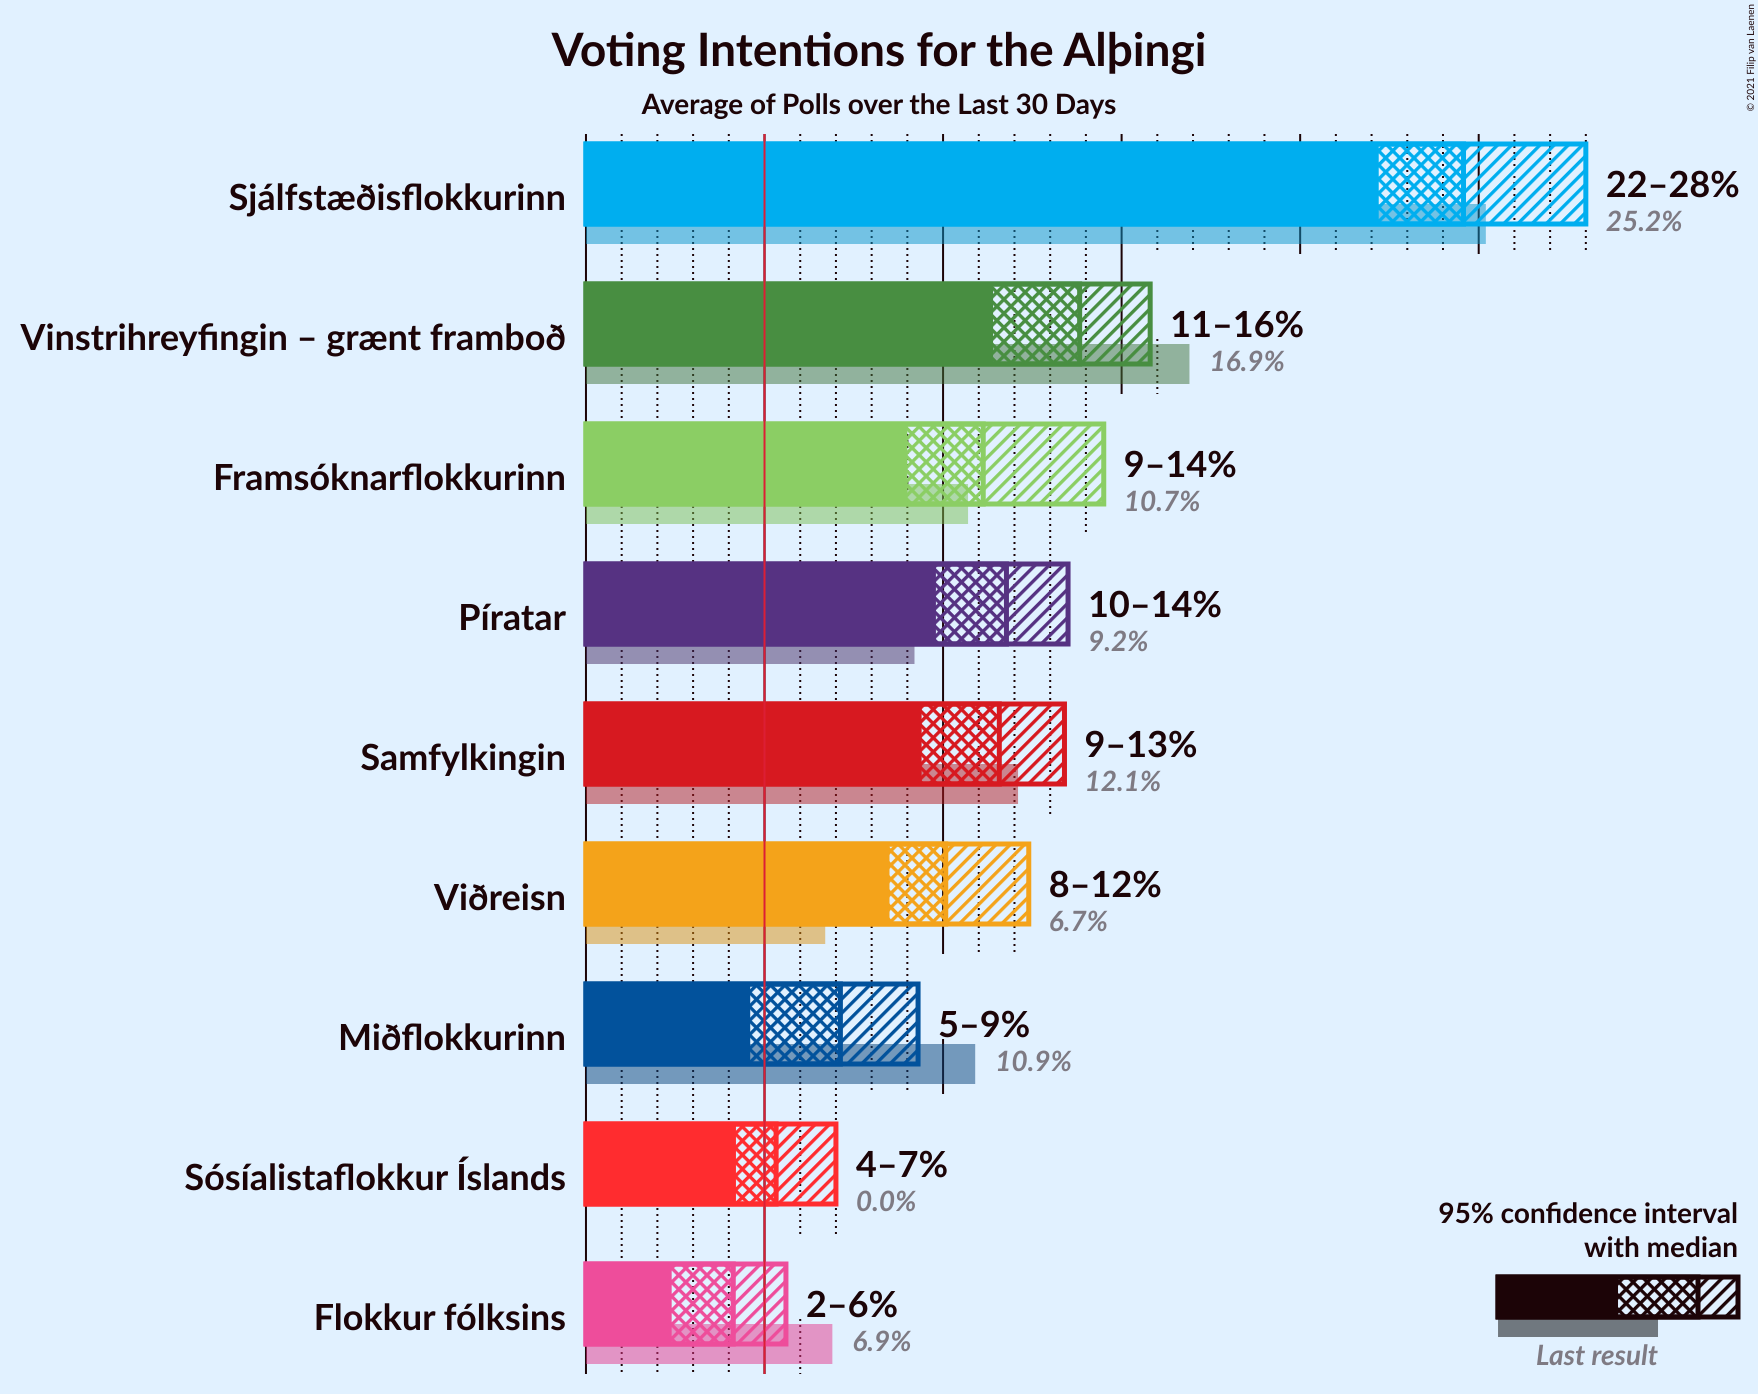 Voting Intentions for the Alþingi
Average of Polls over the Last 30 Days
© 2021 Filip van Laenen
Sjálfstæðisflokkurinn
22–28%
25.2%
Vinstrihreyfingin – grænt framboð
11–16%
16.9%
Framsóknarflokkurinn
9–14%
10.7%
Píratar
10–14%
9.2%
Samfylkingin
9–13%
12.1%
Viðreisn
8–12%
6.7%
Miðflokkurinn
5–9%
10.9%
Sósíalistaflokkur Íslands
4–7%
0.0%
Flokkur fólksins
2–6%
6.9%
95% confidence interval
with median
Last result